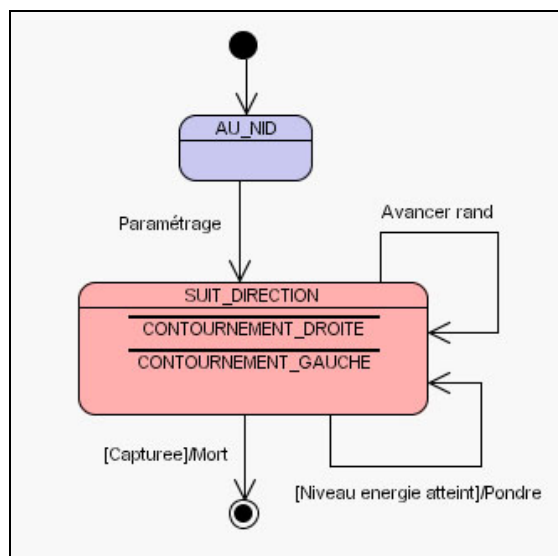 AU_NID
Paramétrage
Avancer rand
SUIT_DIRECTION
CONTOURNEMENT_DROITE
CONTOURNEMENT_GAUCHE
[Capturee]/Mort
[Niveau energie atteint]/Pondre